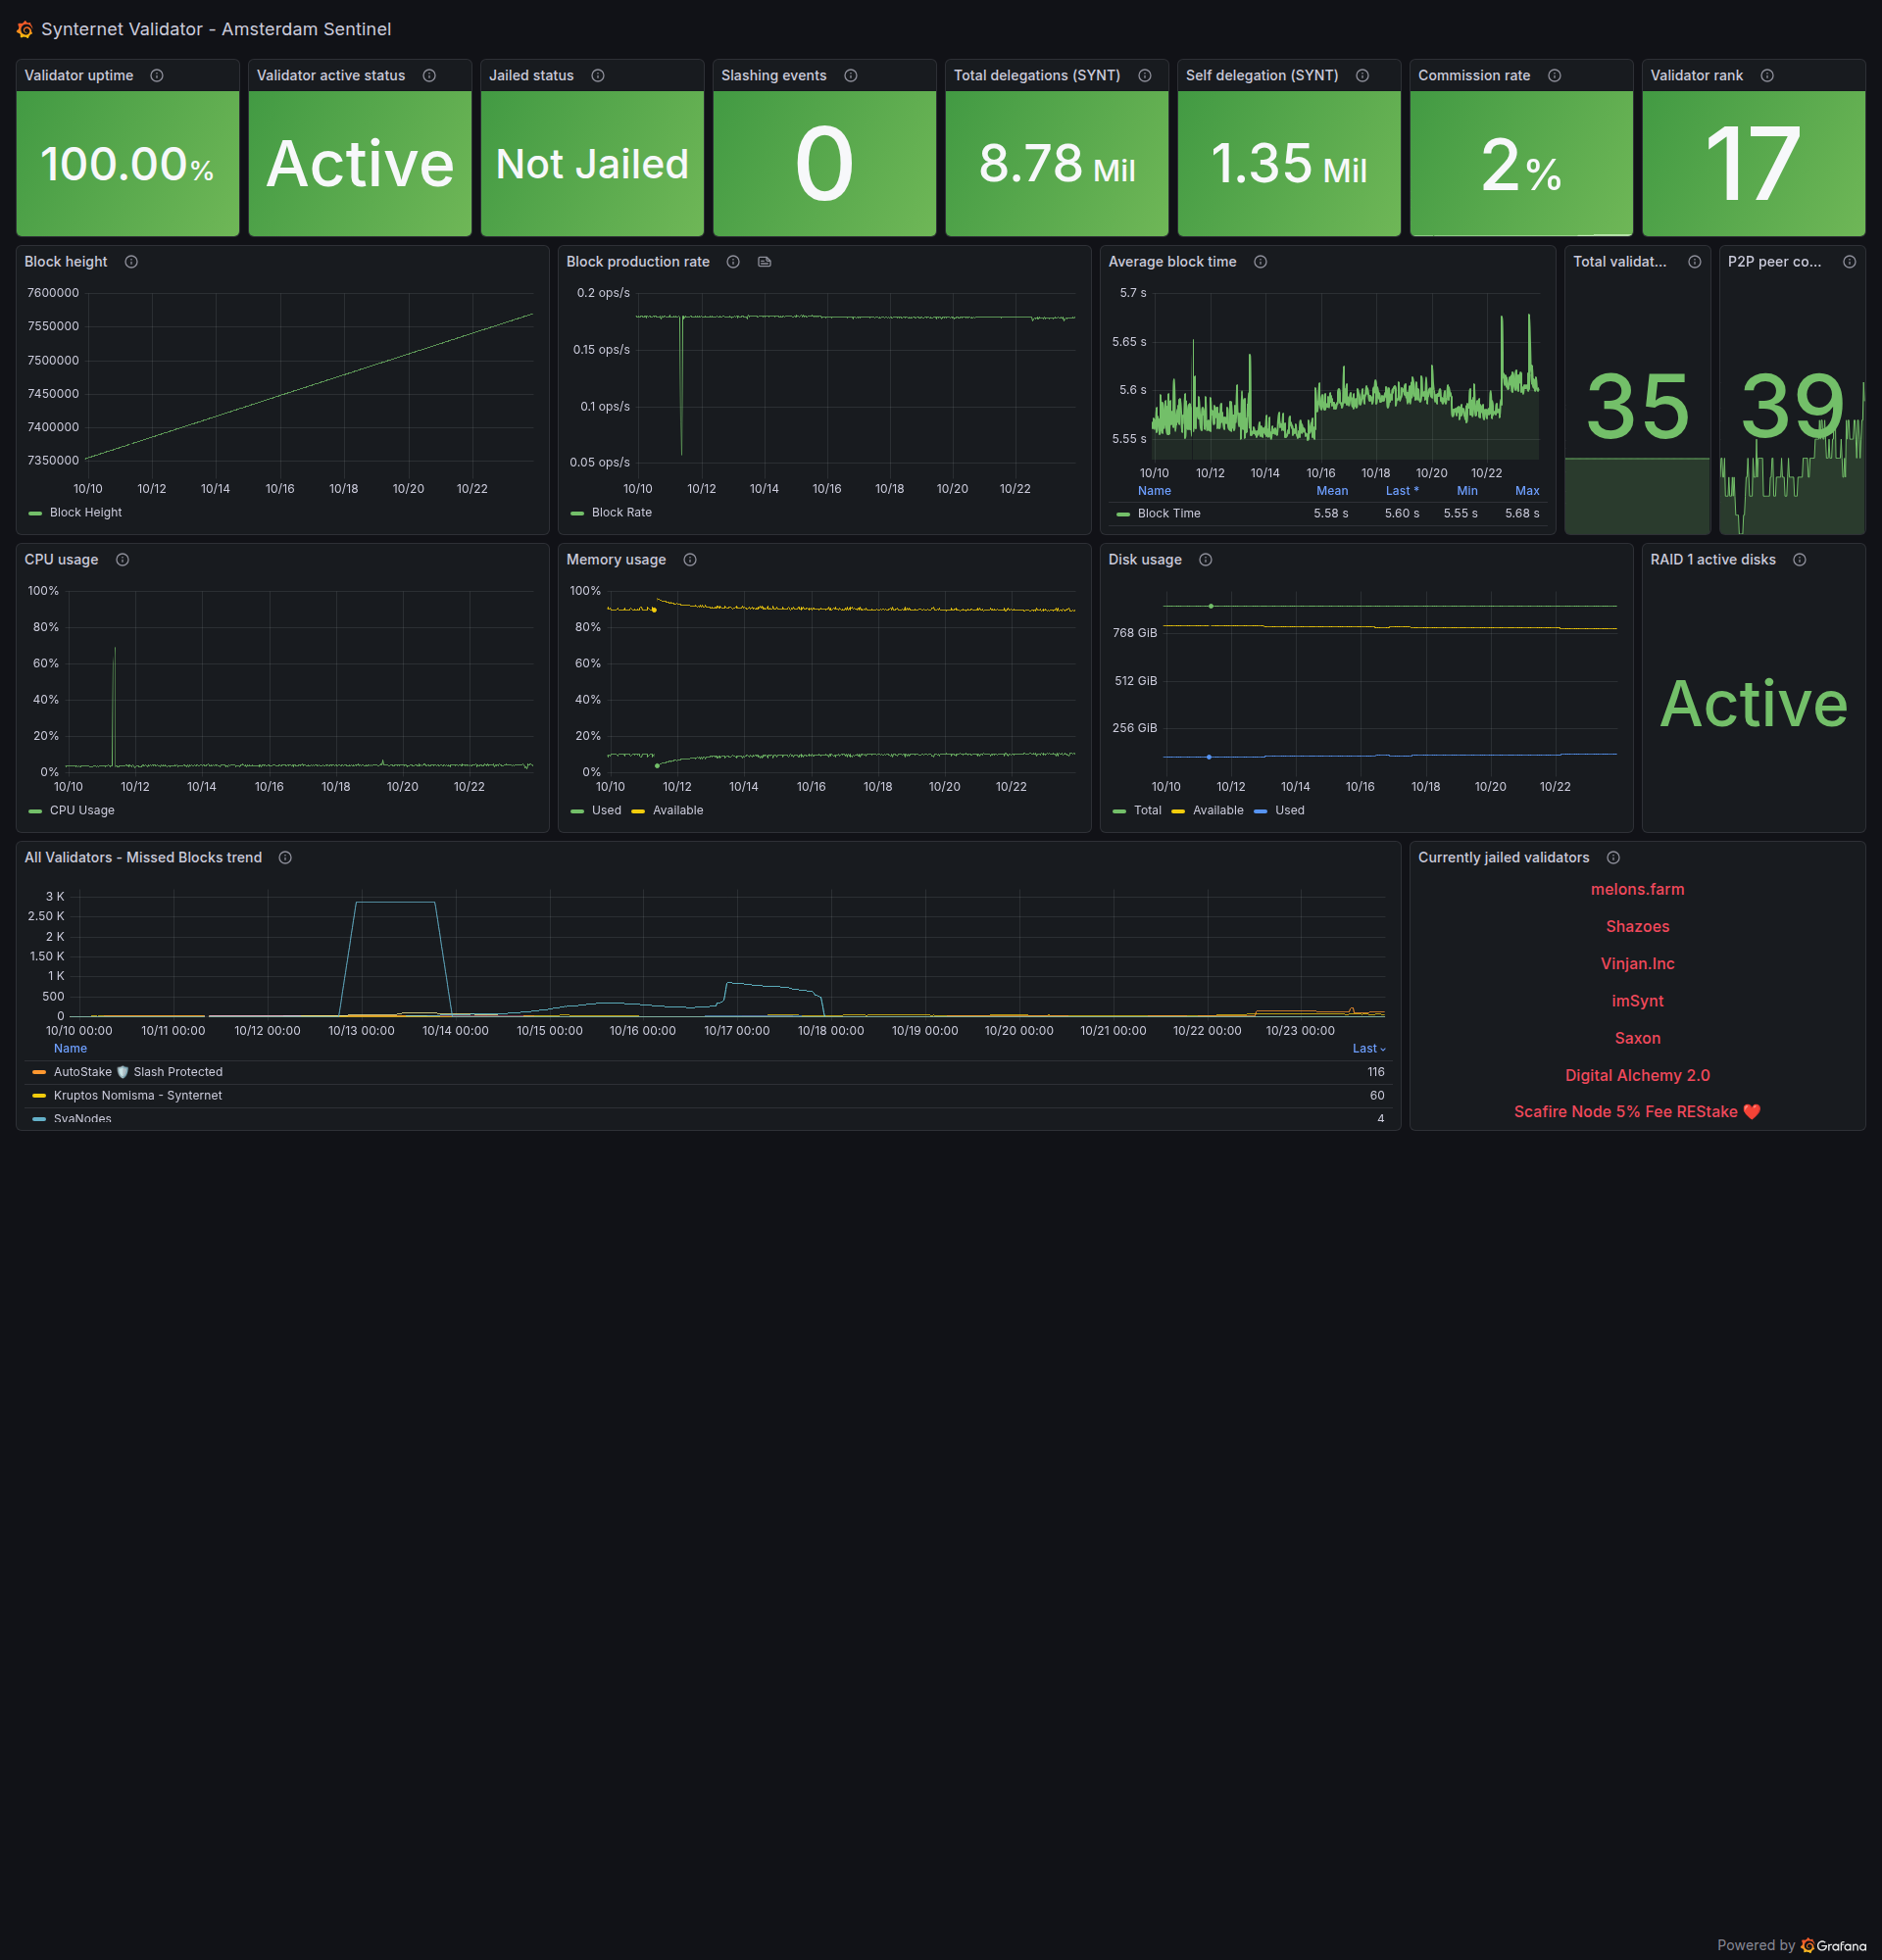 Synternet Validator - Amsterdam Sentinel
Validator uptime
Validator active status
Jailed status
Slashing events
Total delegations (SYNT)
Self delegation (SYNT)
Commission rate
Validator rank
100.00%
Active
Not Jailed
0
8.78 Mil
1.35 Mil
2%
17
Block height
7600000
7550000
7500000
7450000
7400000
7350000
10/10 10/12 10/14 10/16 10/18 10/20 10/22
Block Height
Block production rate
0.2 ops/s
0.15 ops/s
0.1 ops/s
0.05 ops/s
10/10 10/12 10/14 10/16 10/18 10/20 10/22
Block Rate
Average block time
5.7 s
5.65 s
5.6 s
5.55 s
10/10 10/12 10/14 10/16 10/18 10/20 10/22
Name Mean Last * Min Max
Block TIme 5.58 s 5.60 s 5.55 s 5.68 s
Total validat...
35
P2P peer co...
39
CPU usage
100%
80%
60%
40%
20%
0%
10/10 10/12 10/14 10/16 10/18 10/20 10/22
CPU Usage
Memory usage
100%
80%
60%
40%
20%
0%
10/10 10/12 10/14 10/16 10/18 10/20 10/22
Used Available
Disk usage
768 GiB
512 GiB
256 GiB
10/10 10/12 10/14 10/16 10/18 10/20 10/22
Total Available Used
RAID 1 active disks
Active
All Validators - Missed Blocks trend
3 K
2.50 K
2 K
1.50 K
1 K
500
0
10/10 00:00 10/11 00:00 10/12 00:00 10/13 00:00 10/14 00:00 10/15 00:00 10/16 00:00 10/17 00:00 10/18 00:00 10/19 00:00 10/20 00:00 10/21 00:00 10/22 00:00 10/23 00:00
Name Last
AutoStake 🛡️ Slash Protected 116
Kruptos Nomisma - Synternet 60
SyaNodes 4
Currently jailed validators
melons.farm
Shazoes
Vinjan.Inc
imSynt
Saxon
Digital Alchemy 2.0
Scafire Node 5% Fee REStake ❤️
Powered by Grafana